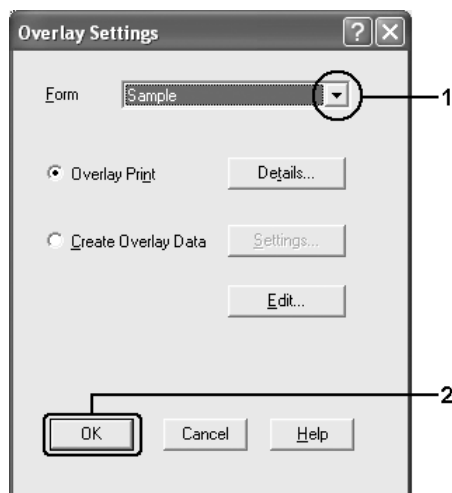 Overlay Settings
Form Sample 1
Overlay Print Details...
Create Overlay Data Settings...
Edit...
2
OK Cancel Help